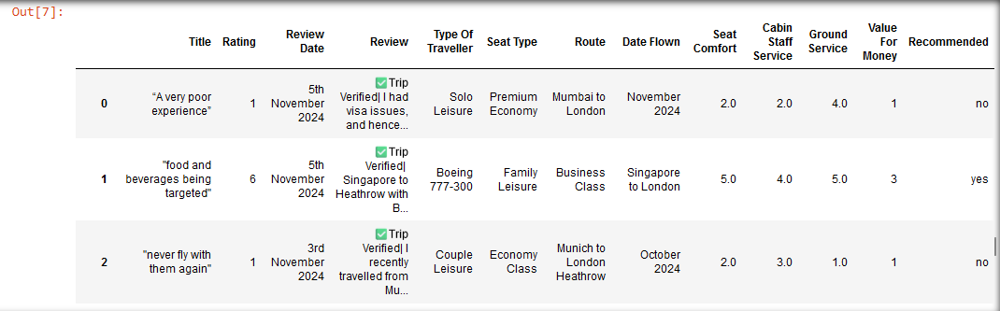 Out[7]:
Title Rating Review Date Review Type Of Traveller Seat Type Route Date Flown Seat Comfort Cabin Staff Service Ground Service Value For Money Recommended
0 “A very poor experience” 1 5th November 2024 ✅Trip Verified| I had visa issues, and hence... Solo Leisure Premium Economy Mumbai to London November 2024 2.0 2.0 4.0 1 no
1 "food and beverages being targeted" 6 5th November 2024 ✅Trip Verified| Singapore to Heathrow with B... Boeing 777-300 Family Leisure Business Class Singapore to London 5.0 4.0 5.0 3 yes
2 "never fly with them again" 1 3rd November 2024 ✅Trip Verified| I recently travelled from Mu... Couple Leisure Economy Class Munich to London Heathrow October 2024 2.0 3.0 1.0 1 no